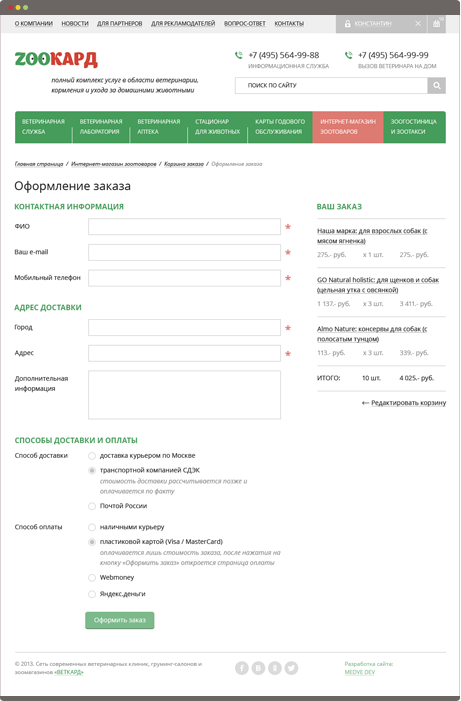 О КОМПАНИИ НОВОСТИ ДЛЯ ПАРТНЕРОВ ДЛЯ РЕКЛАМОДАТЕЛЕЙ ВОПРОС-ОТВЕТ КОНТАКТЫ КОНСТАНТИН
ZOOКАРД
полный комплекс услуг в области ветеринарии,
кормления и ухода за домашними животными
+7 (495) 564-99-88
ИНФОРМАЦИОННАЯ СЛУЖБА
+7 (495) 564-99-99
ВЫЗОВ ВЕТЕРИНАРА НА ДОМ
ПОИСК ПО САЙТУ
ВЕТЕРИНАРНАЯ
СЛУЖБА
ВЕТЕРИНАРНАЯ
ЛАБОРАТОРИЯ
ВЕТЕРИНАРНАЯ
АПТЕКА
СТАЦИОНАР
ДЛЯ ЖИВОТНЫХ
КАРТЫ ГОДОВОГО
ОБСЛУЖИВАНИЯ
ИНТЕРНЕТ-МАГАЗИН
ЗООТОВАРОВ
ЗООГОСТИНИЦА
И ЗООТАКСИ
Главная страница / Интернет-магазин зоотоваров / Корзина заказа / Оформление заказа
Оформление заказа
КОНТАКТНАЯ ИНФОРМАЦИЯ
ФИО *
Ваш e-mail *
Мобильный телефон *
АДРЕС ДОСТАВКИ
Город *
Адрес *
Дополнительная
информация
СПОСОБЫ ДОСТАВКИ И ОПЛАТЫ
Способ доставки
доставка курьером по Москве
транспортной компанией СДЭК
стоимость доставки рассчитывается позже и
оплачивается по факту
Почтой России
Способ оплаты
наличными курьеру
пластиковой картой (Visa / MasterCard)
оплачивается лишь стоимость заказа, после нажатия на
кнопку «Оформить заказ» откроется страница оплаты
Webmoney
Яндекс.деньги
Оформить заказ
ВАШ ЗАКАЗ
Наша марка: для взрослых собак (с
мясом ягненка)
275.- руб. х 1 шт. 275.- руб.
GO Natural holistic: для щенков и собак
(цельная утка с овсянкой)
1 137.- руб. х 3 шт. 3 411.- руб.
Almo Nature: консервы для собак (с
полосатым тунцом)
113.- руб. х 3 шт. 339.- руб.
ИТОГО: 10 шт. 4 025,- руб.
← Редактировать корзину
© 2013. Сеть современных ветеринарных клиник, груминг-салонов и
зоомагазинов «ВЕТКАРД»
Разработка сайта:
MEDVE DEV